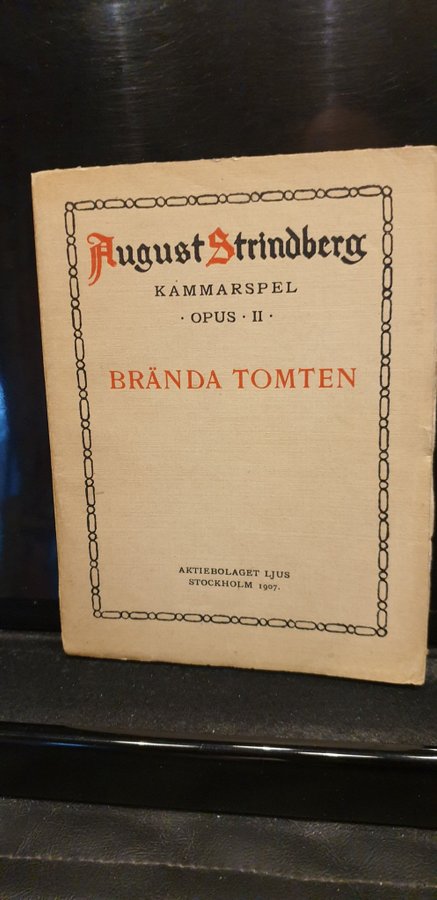 August Strindberg
KAMMARSPEL
· OPUS · II ·
BRÄNDA TOMTEN
AKTIEBOLAGET LJUS
STOCKHOLM 1907.